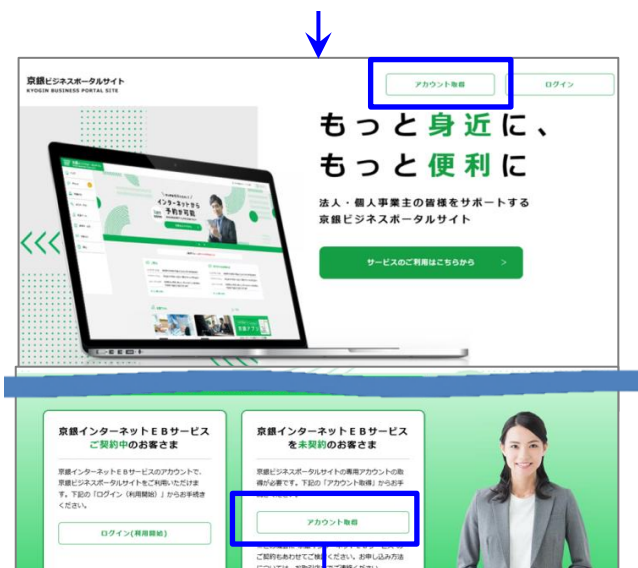 京銀ビジネスポータルサイト
KYOGIN BUSINESS PORTAL SITE
アカウント取得
ログイン
もっと身近に、
もっと便利に
法人・個人事業主の皆様をサポートする
京銀ビジネスポータルサイト
サービスのご利用はこちらから >
インターネットから
予約が可能
京銀インターネットEBサービス
ご契約中のお客さま
京銀インターネットEBサービスのアカウントで、
京銀ビジネスポータルサイトをご利用いただけま
す。下記の「ログイン（利用開始）」からお手続き
ください。
ログイン(利用開始)
京銀インターネットEBサービス
を未契約のお客さま
京銀ビジネスポータルサイトの専用アカウントの取
得が必要です。下記の「アカウント取得」からお手
アカウント取得
ご契約もあわせてご検討ください。お申し込み方法